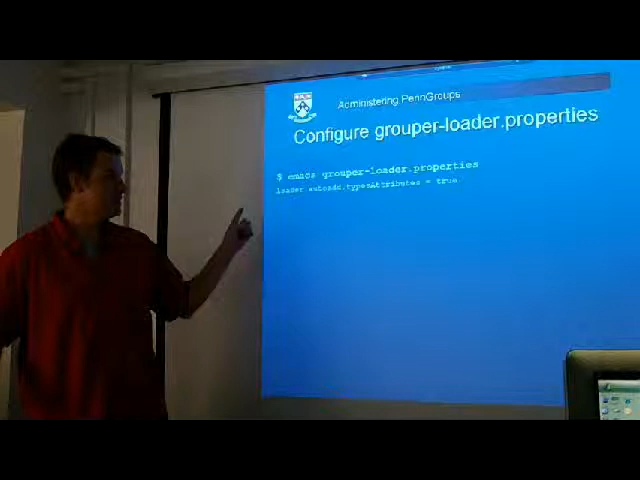 Administering PennGroups
Configure grouper-loader.properties
$ emacs grouper-loader.properties
loader.autoadd.typesAttributes = true